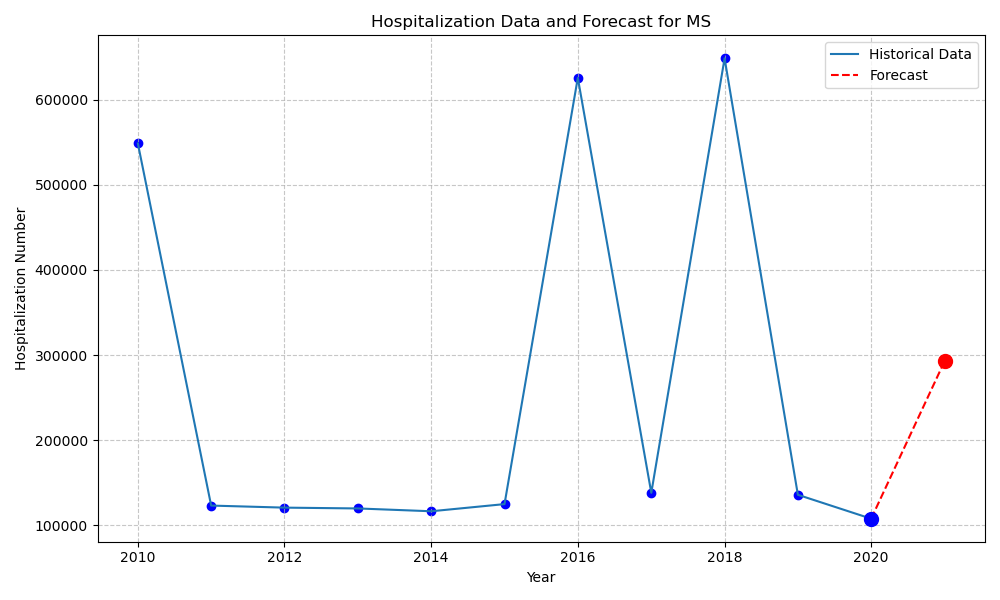 Hospitalization Data and Forecast for MS
Historical Data
Forecast
600000
500000
400000
300000
200000
100000
Hospitalization Number
2010
2012
2014
2016
2018
2020
Year